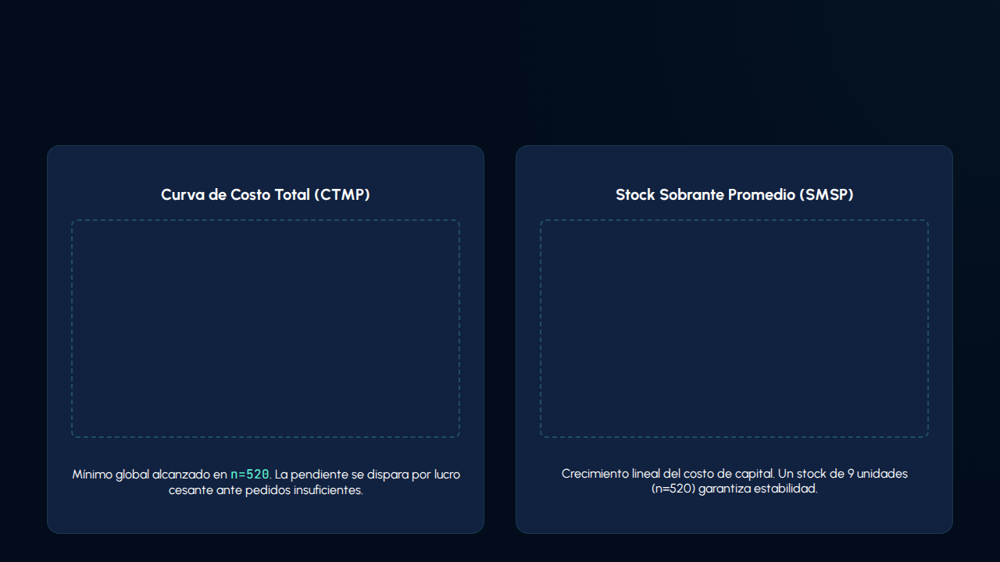 Curva de Costo Total (CTMP)
Mínimo global alcanzado en n=520. La pendiente se dispara por lucro
cesante ante pedidos insuficientes.
Stock Sobrante Promedio (SMSP)
Crecimiento lineal del costo de capital. Un stock de 9 unidades
(n=520) garantiza estabilidad.